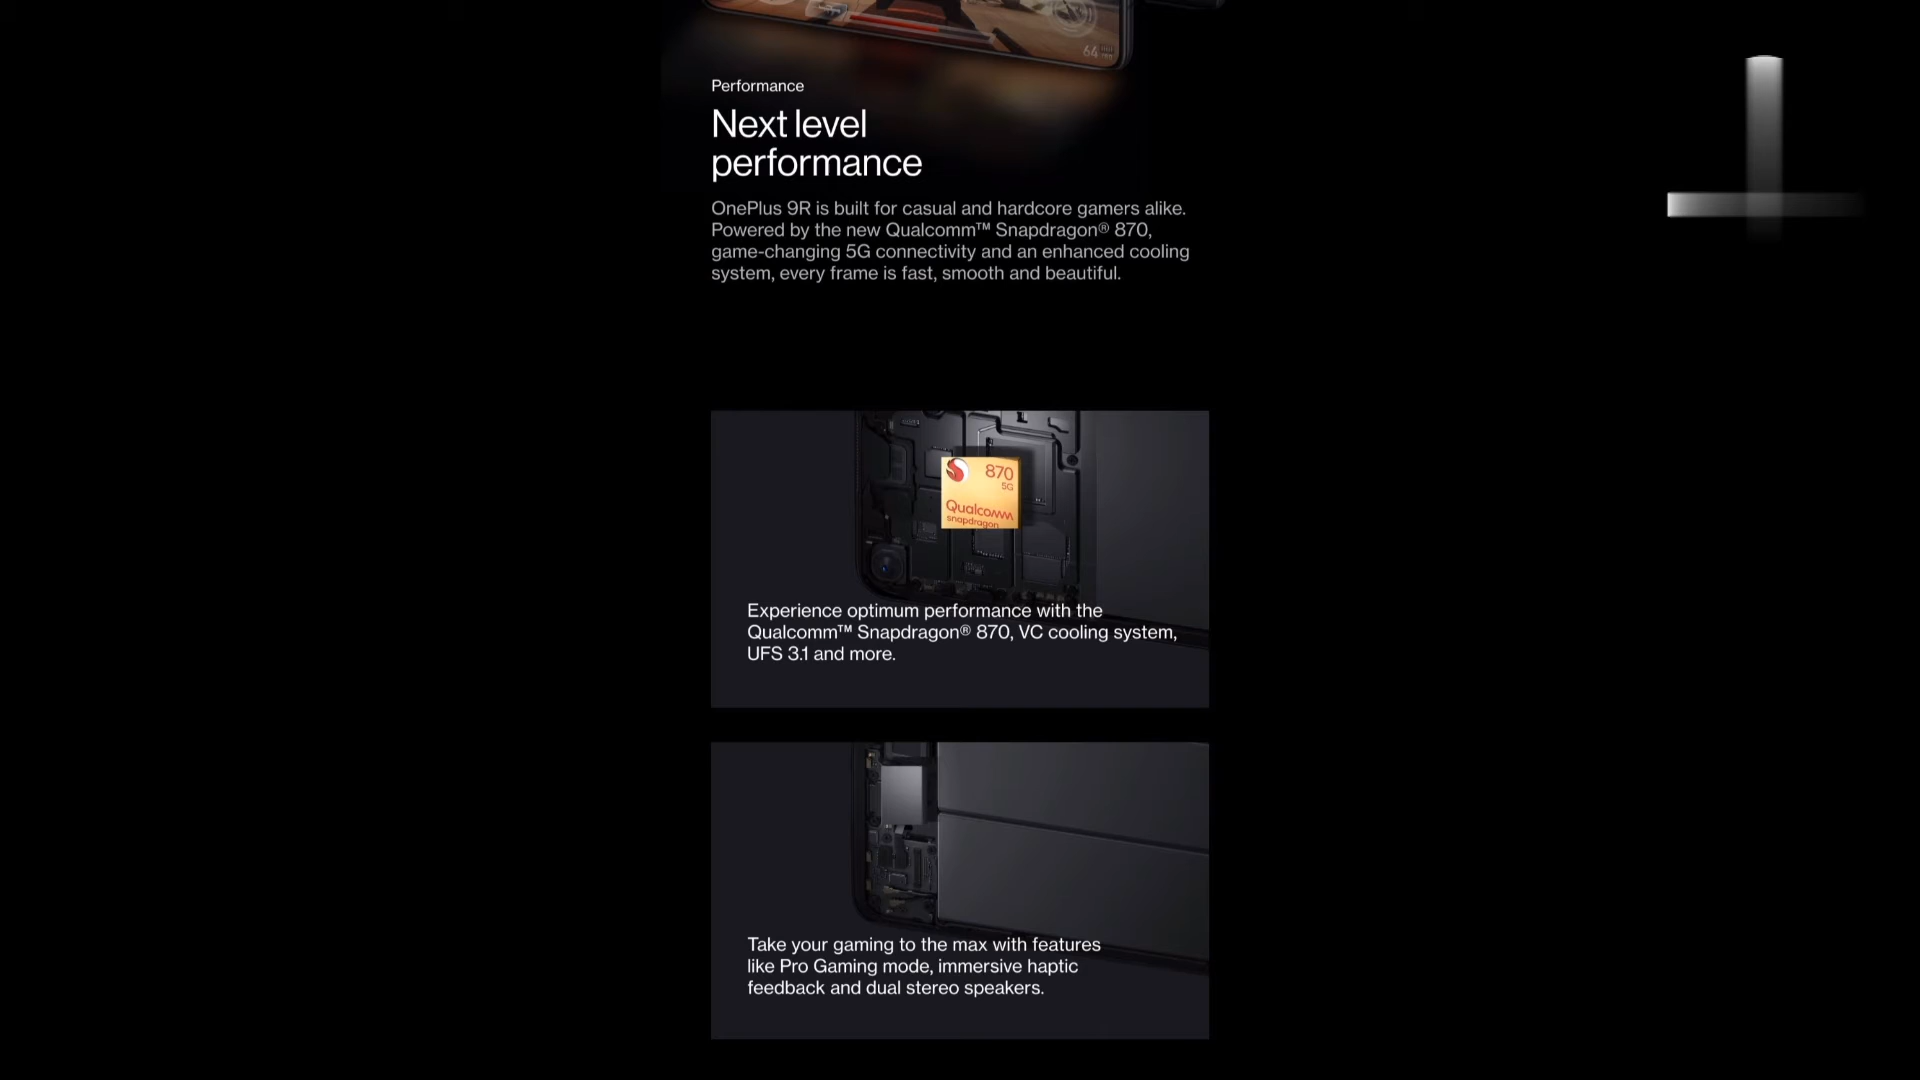 64
Performance
Next level
performance
OnePlus 9R is built for casual and hardcore gamers alike.
Powered by the new Qualcomm™ Snapdragon® 870,
game-changing 5G connectivity and an enhanced cooling
system, every frame is fast, smooth and beautiful.
870
5G
Qualcomm
snapdragon
Experience optimum performance with the
Qualcomm™ Snapdragon® 870, VC cooling system,
UFS 3.1 and more.
Take your gaming to the max with features
like Pro Gaming mode, immersive haptic
feedback and dual stereo speakers.